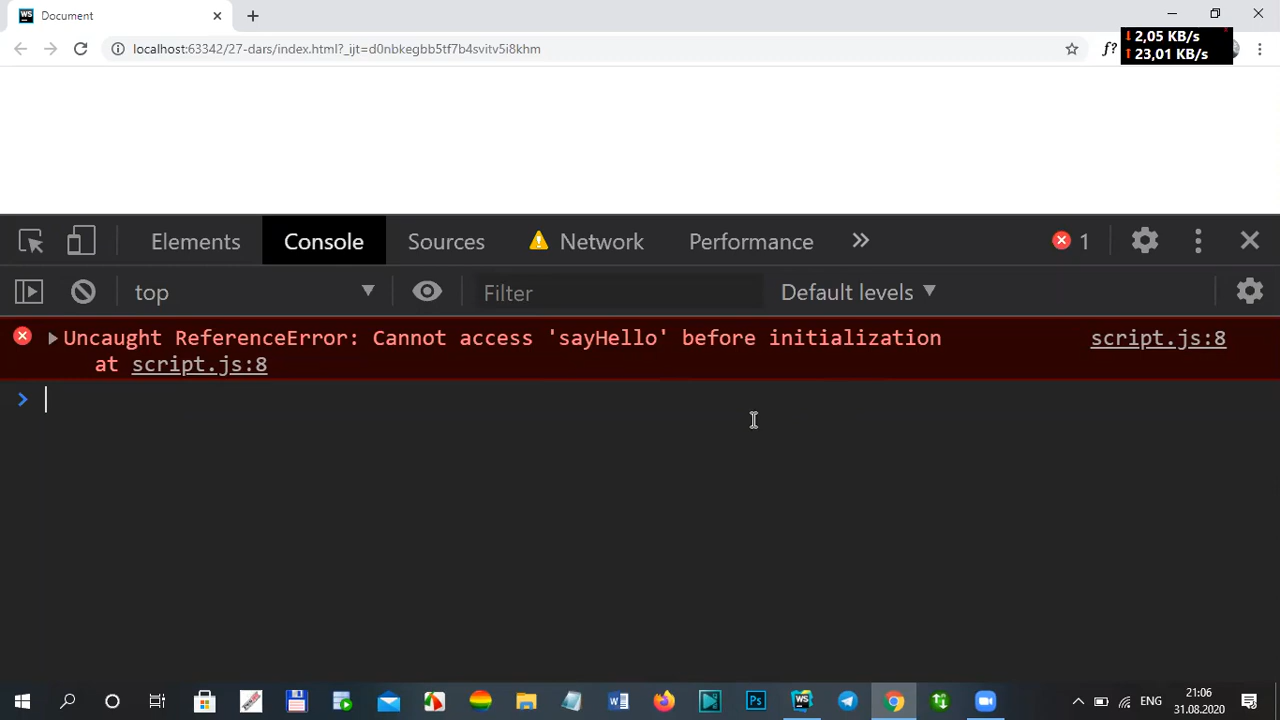 Document
localhost:63342/27-dars/index.html?_ijt=d0nbkegbb5tf7b4svitv5i8khm
f?
2,05 KB/s
23,01 KB/s
Elements Console Sources Network Performance » 1
top Filter Default levels
Uncaught ReferenceError: Cannot access 'sayHello' before initialization script.js:8
at script.js:8
WS
Ps
ENG
21:06
31.08.2020